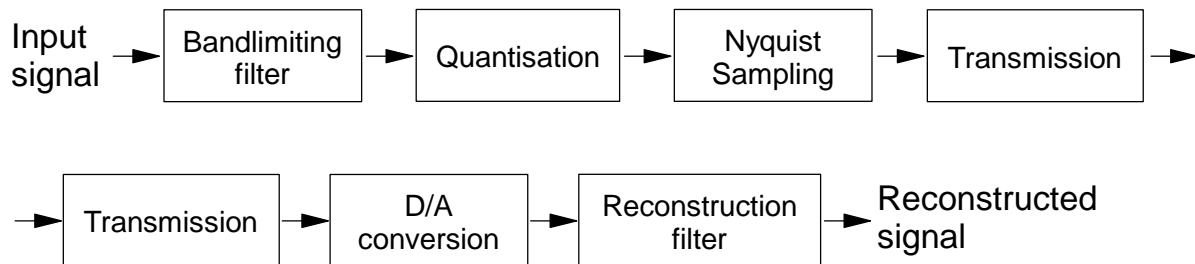 Input
signal
Bandlimiting
filter
Quantisation
Nyquist
Sampling
Transmission
Transmission
D/A
conversion
Reconstruction
filter
Reconstructed
signal